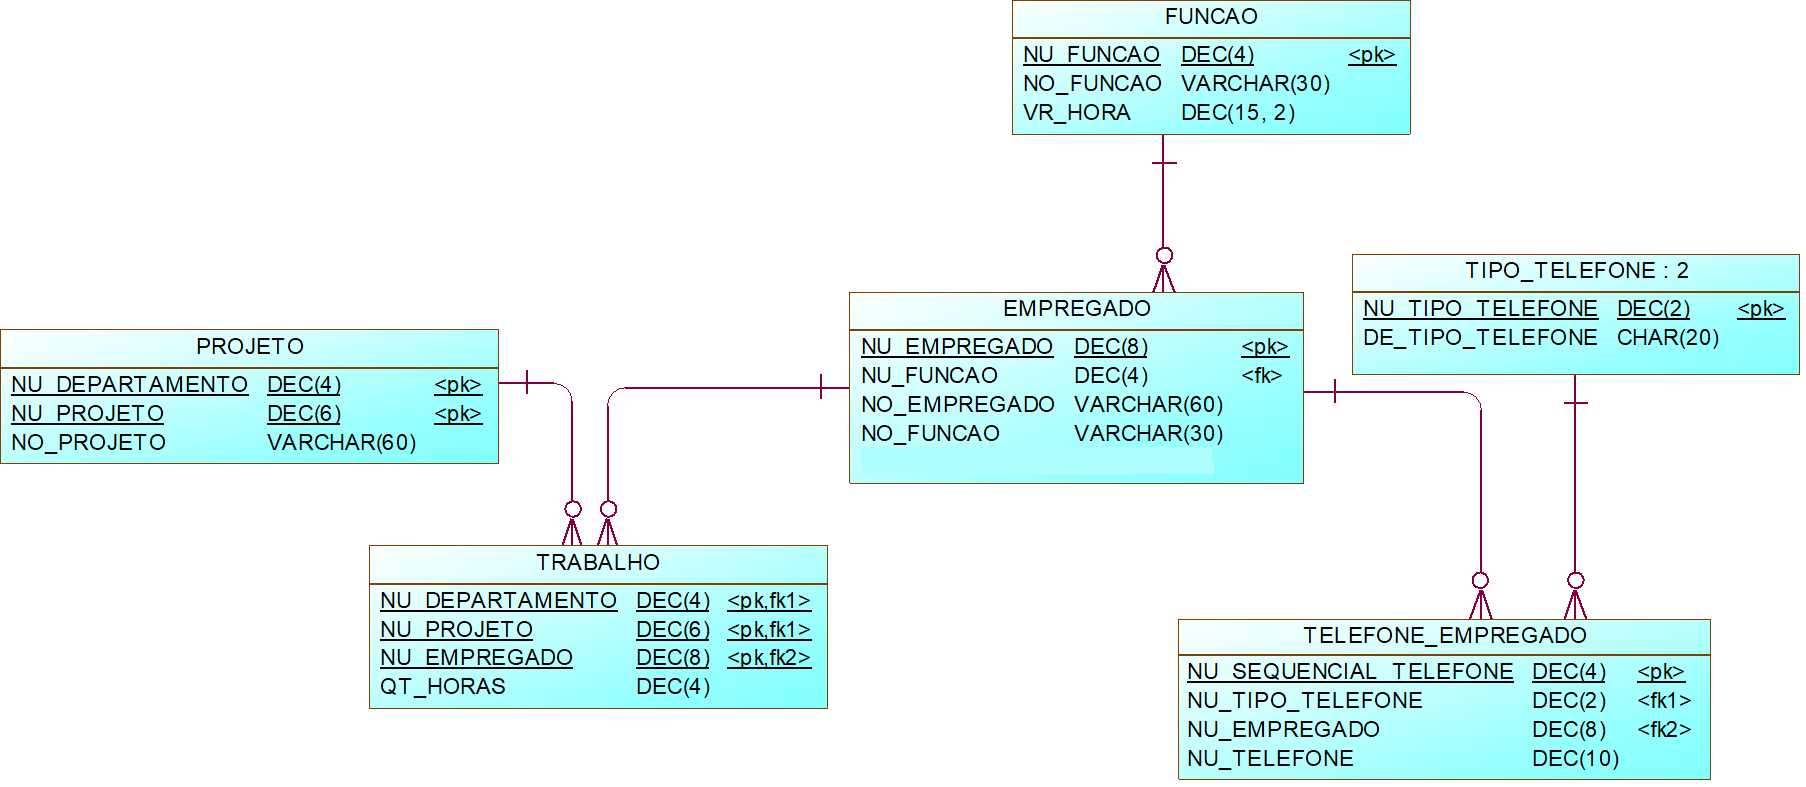 FUNCAO
NU_FUNCAO DEC(4) <pk>
NO_FUNCAO VARCHAR(30)
VR_HORA DEC(15, 2)
TIPO_TELEFONE : 2
NU_TIPO_TELEFONE DEC(2) <pk>
DE_TIPO_TELEFONE CHAR(20)
EMPREGADO
NU_EMPREGADO DEC(8) <pk>
NU_FUNCAO DEC(4) <fk>
NO_EMPREGADO VARCHAR(60)
NO_FUNCAO VARCHAR(30)
PROJETO
NU_DEPARTAMENTO DEC(4) <pk>
NU_PROJETO DEC(6) <pk>
NO_PROJETO VARCHAR(60)
TRABALHO
NU_DEPARTAMENTO DEC(4) <pk,fk1>
NU_PROJETO DEC(6) <pk,fk1>
NU_EMPREGADO DEC(8) <pk,fk2>
QT_HORAS DEC(4)
TELEFONE_EMPREGADO
NU_SEQUENCIAL_TELEFONE DEC(4) <pk>
NU_TIPO_TELEFONE DEC(2) <fk1>
NU_EMPREGADO DEC(8) <fk2>
NU_TELEFONE DEC(10)